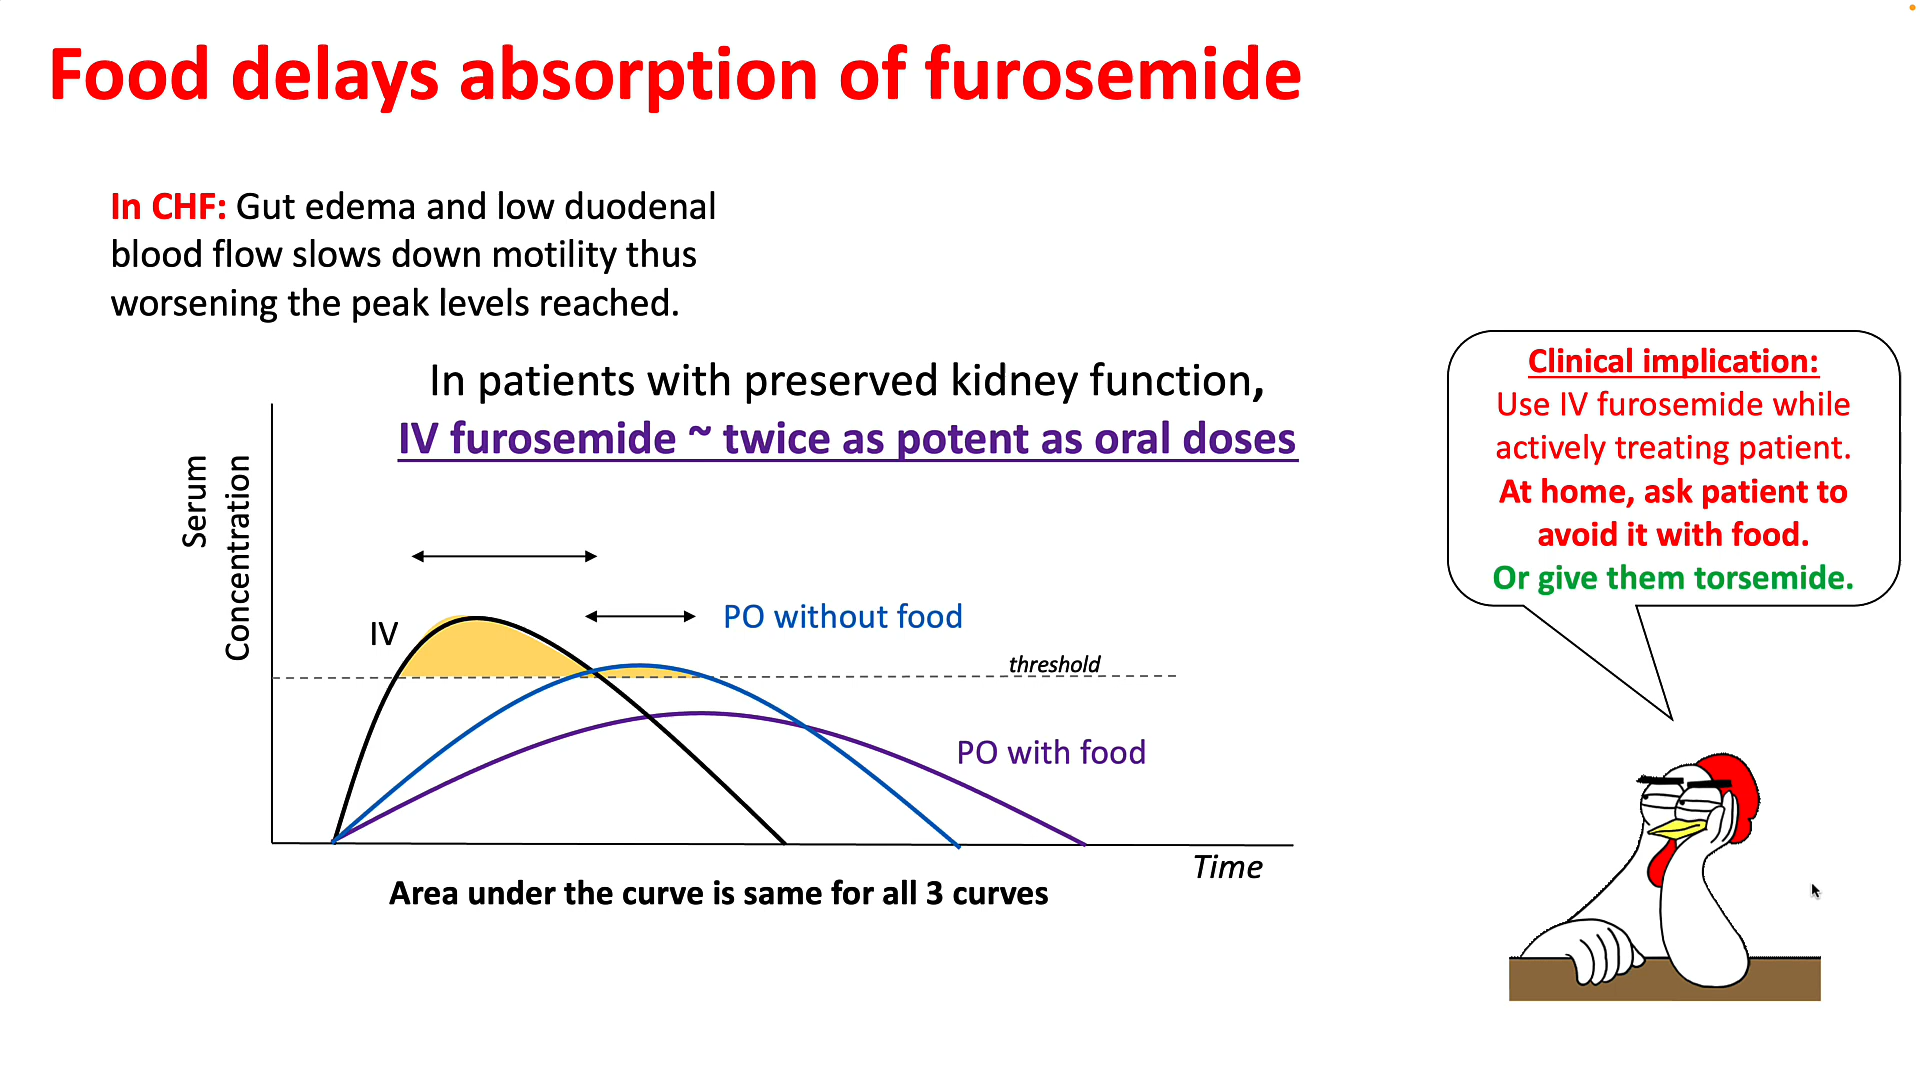 Food delays absorption of furosemide
In CHF: Gut edema and low duodenal
blood flow slows down motility thus
worsening the peak levels reached.
In patients with preserved kidney function,
IV furosemide ~ twice as potent as oral doses
Serum
Concentration
IV
PO without food
threshold
PO with food
Time
Area under the curve is same for all 3 curves
Clinical implication:
Use IV furosemide while
actively treating patient.
At home, ask patient to
avoid it with food.
Or give them torsemide.